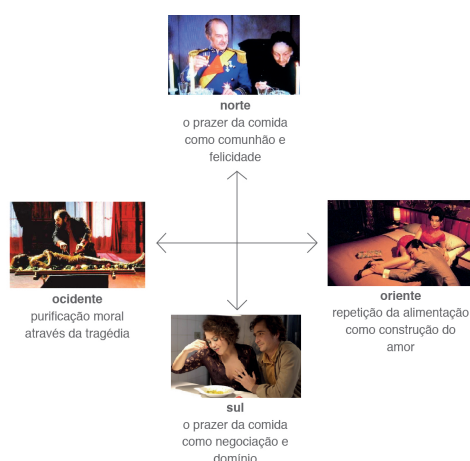 norte
o prazer da comida
como comunhão e
felicidade
ocidente
purificação moral
através da tragédia
oriente
repetição da alimentação
como construção do
amor
sul
o prazer da comida
como negociação e
domínio